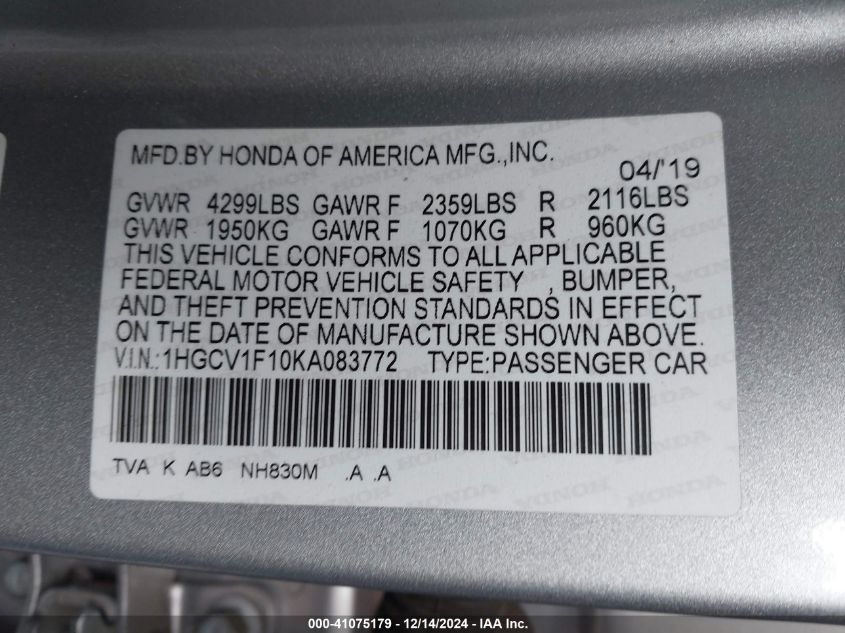 MFD.BY HONDA OF AMERICA MFG.,INC.
04/'19
GVWR 4299LBS GAWR F 2359LBS R 2116LBS
GVWR 1950KG GAWR F 1070KG R 960KG
THIS VEHICLE CONFORMS TO ALL APPLICABLE
FEDERAL MOTOR VEHICLE SAFETY , BUMPER,
AND THEFT PREVENTION STANDARDS IN EFFECT
ON THE DATE OF MANUFACTURE SHOWN ABOVE.
V.I.N.:1HGCV1F10KA083772 TYPE:PASSENGER CAR
TVA K AB6 NH830M .A .A
000-41075179 - 12/14/2024 - IAA Inc.